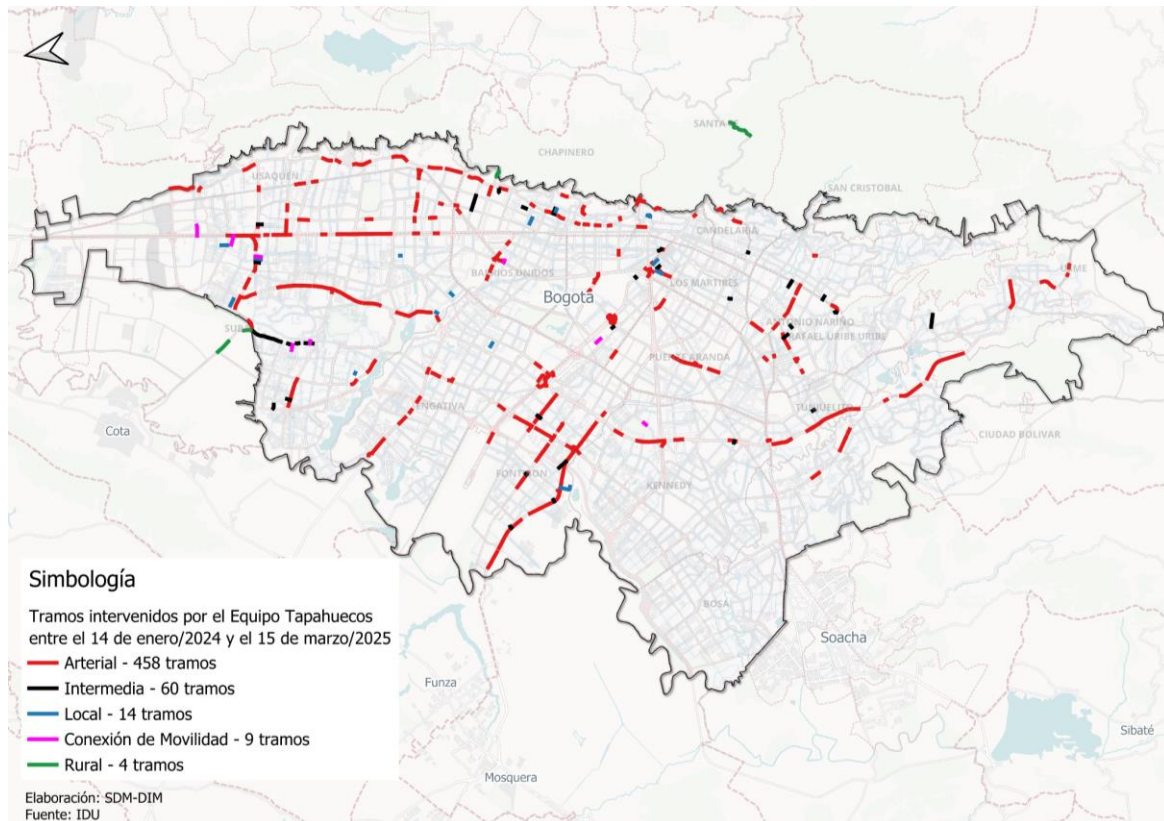 SANTA FE
CHAPINERO
USAQUÉN
SAN CRISTOBAL
CANDELARIA
USME
BARRIOS UNIDOS
LOS MARTIRES
Bogotá
ANTONIO NARIÑO
RAFAEL URIBE URIBE
SUBA
PUENTE ARANDA
ENGATIVA
TUNJUELITO
Cota
CIUDAD BOLIVAR
FONTIBON
KENNEDY
BOSA
Soacha
Funza
Sibaté
Mosquera
Simbología
Tramos intervenidos por el Equipo Tapahuecos
entre el 14 de enero/2024 y el 15 de marzo/2025
Arterial - 458 tramos
Intermedia - 60 tramos
Local - 14 tramos
Conexión de Movilidad - 9 tramos
Rural - 4 tramos
Elaboración: SDM-DIM
Fuente: IDU